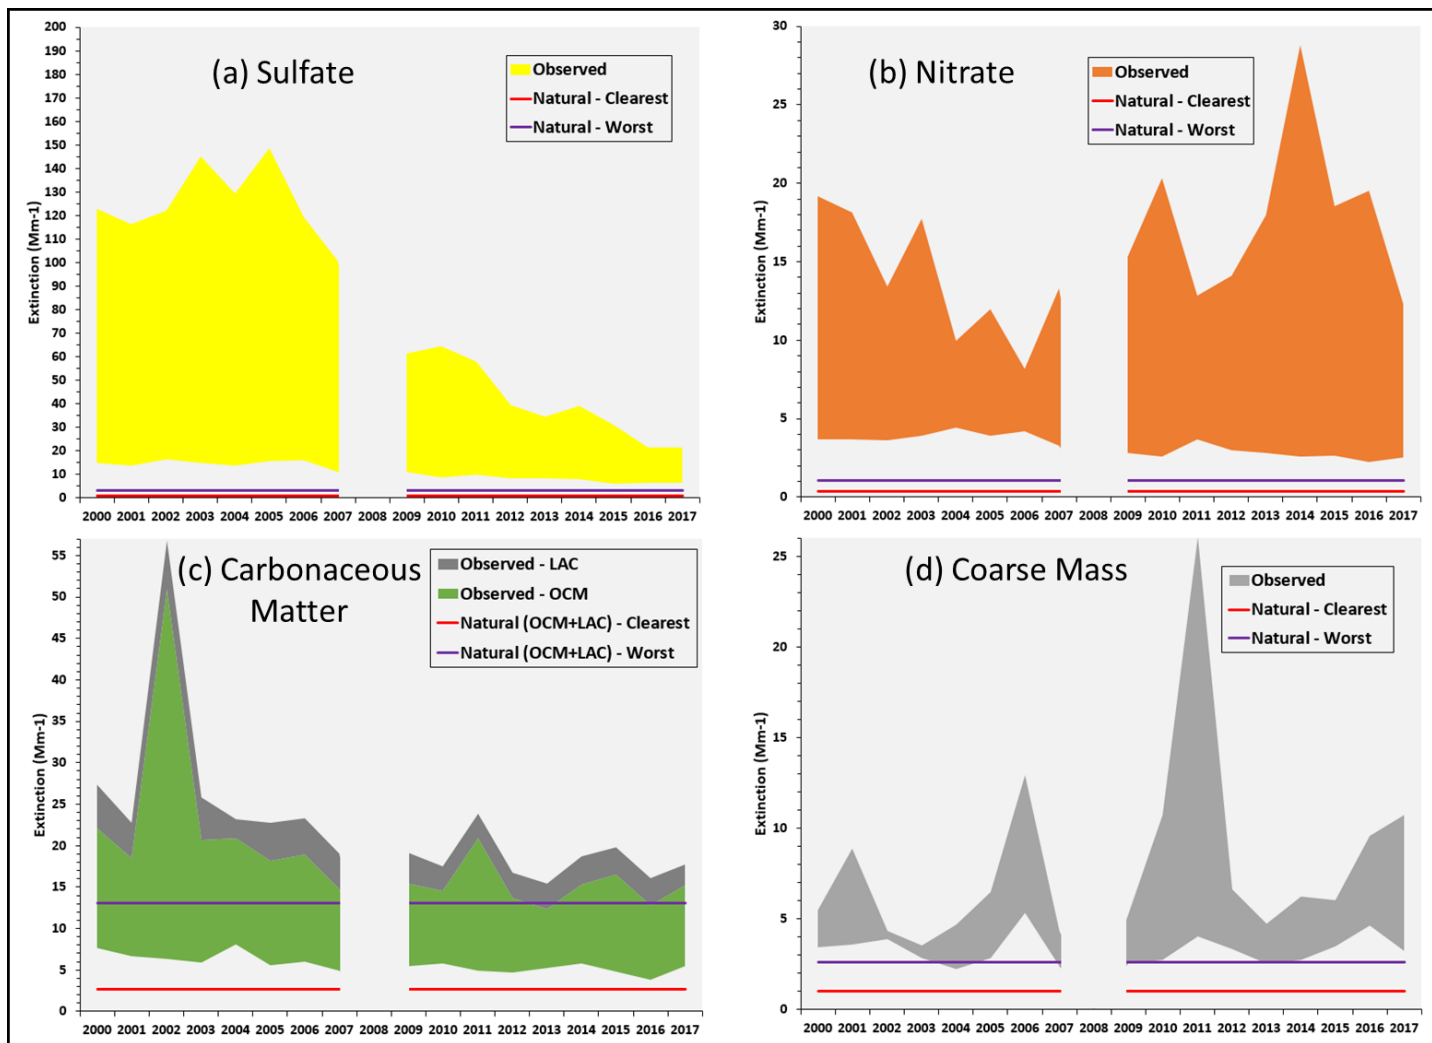 (a) Sulfate
Observed
Natural - Clearest
Natural - Worst
Extinction (Mm-1)
200
190
180
170
160
150
140
130
120
110
100
90
80
70
60
50
40
30
20
10
0
2000 2001 2002 2003 2004 2005 2006 2007 2008 2009 2010 2011 2012 2013 2014 2015 2016 2017
(b) Nitrate
Observed
Natural - Clearest
Natural - Worst
Extinction (Mm-1)
30
25
20
15
10
5
0
2000 2001 2002 2003 2004 2005 2006 2007 2008 2009 2010 2011 2012 2013 2014 2015 2016 2017
(c) Carbonaceous
Matter
Observed - LAC
Observed - OCM
Natural (OCM+LAC) - Clearest
Natural (OCM+LAC) - Worst
Extinction (Mm-1)
55
50
45
40
35
30
25
20
15
10
5
0
2000 2001 2002 2003 2004 2005 2006 2007 2008 2009 2010 2011 2012 2013 2014 2015 2016 2017
(d) Coarse Mass
Observed
Natural - Clearest
Natural - Worst
Extinction (Mm-1)
25
20
15
10
5
0
2000 2001 2002 2003 2004 2005 2006 2007 2008 2009 2010 2011 2012 2013 2014 2015 2016 2017